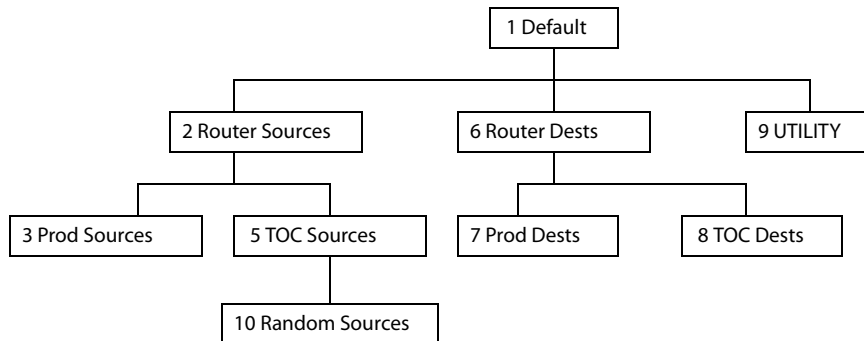 1 Default
2 Router Sources
6 Router Dests
9 UTILITY
3 Prod Sources
5 TOC Sources
7 Prod Dests
8 TOC Dests
10 Random Sources